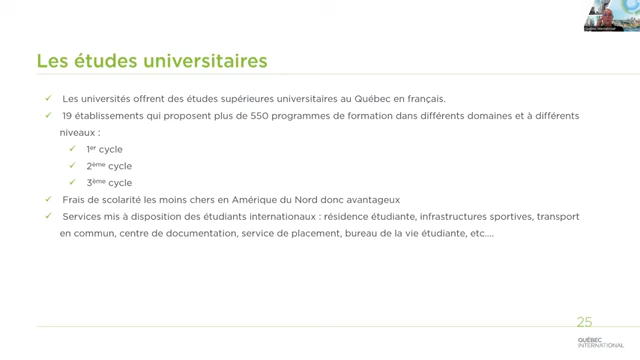 Les études universitaires
✓ Les universités offrent des études supérieures universitaires au Québec en français.
✓ 19 établissements qui proposent plus de 550 programmes de formation dans différents domaines et à différents
niveaux :
✓ 1er cycle
✓ 2ème cycle
✓ 3ème cycle
✓ Frais de scolarité les moins chers en Amérique du Nord donc avantageux
✓ Services mis à disposition des étudiants internationaux : résidence étudiante, infrastructures sportives, transport
en commun, centre de documentation, service de placement, bureau de la vie étudiante, etc....
25
QUÉBEC
INTERNATIONAL